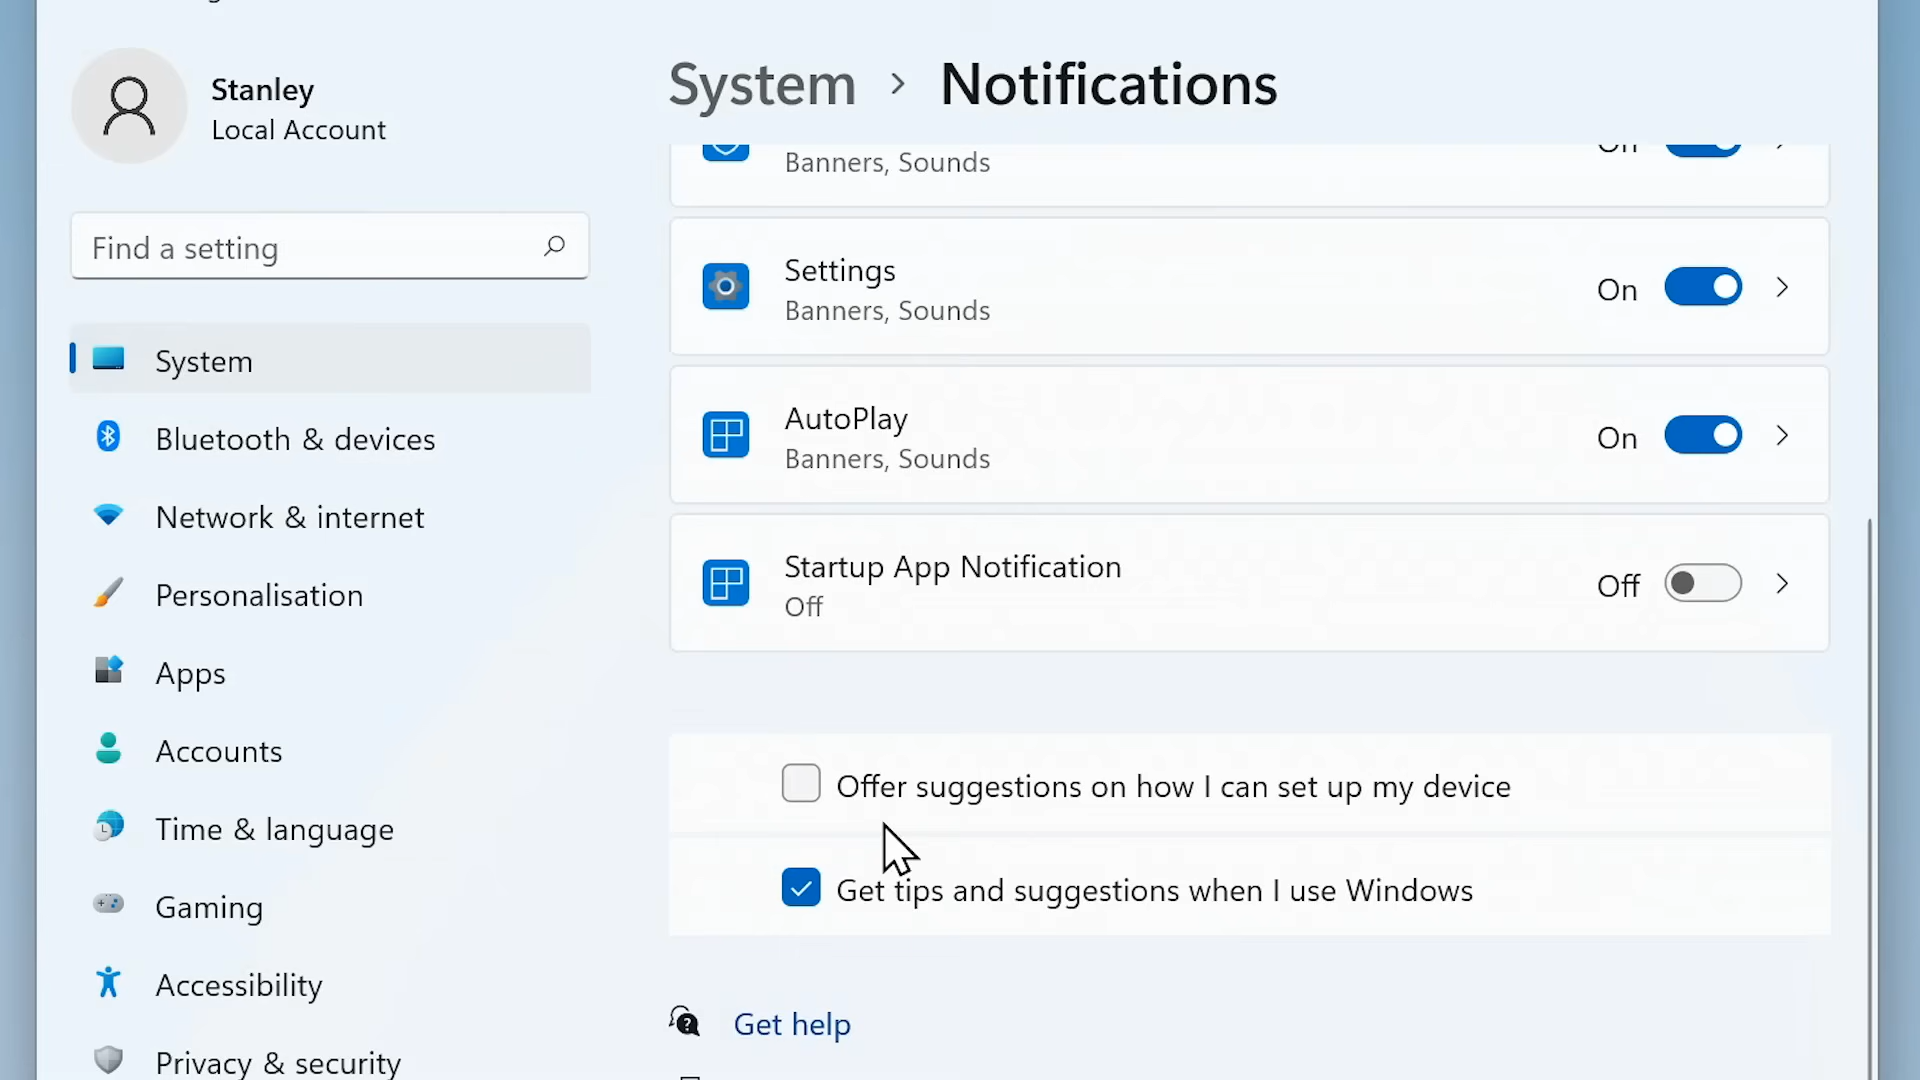 Stanley
Local Account
Find a setting
System
Bluetooth & devices
Network & internet
Personalisation
Apps
Accounts
Time & language
Gaming
Accessibility
Privacy & security
System > Notifications
Banners, Sounds
On
Settings
Banners, Sounds
On
AutoPlay
Banners, Sounds
On
Startup App Notification
Off
Off
Offer suggestions on how I can set up my device
Get tips and suggestions when I use Windows
Get help